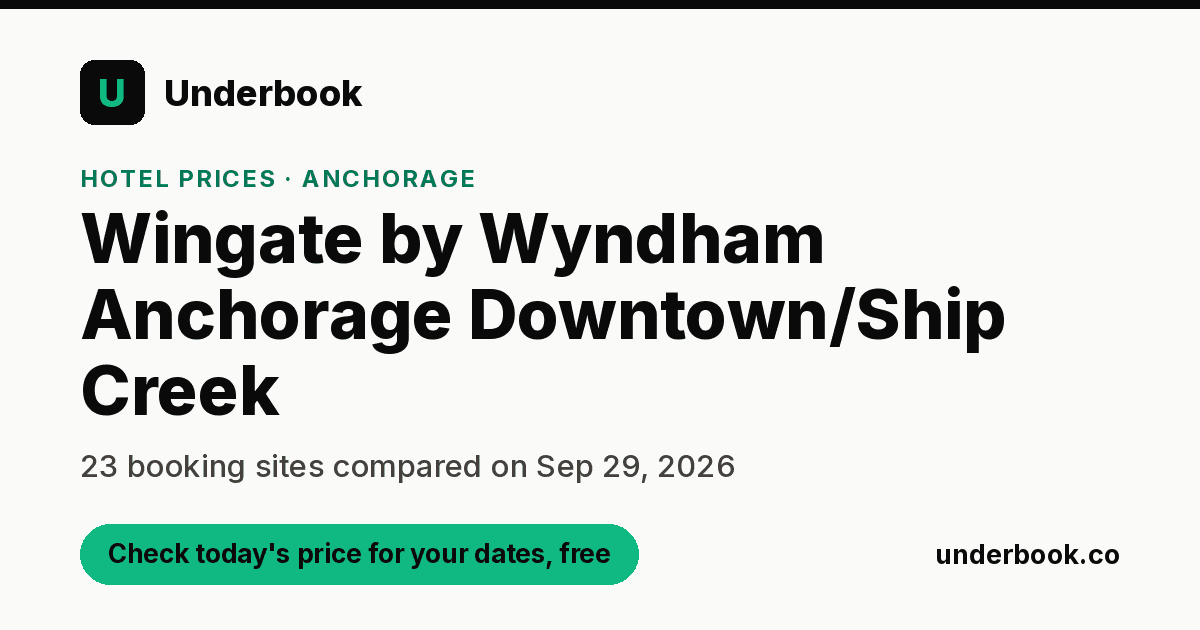 U
Underbook
HOTEL PRICES · ANCHORAGE
Wingate by Wyndham
Anchorage Downtown/Ship
Creek
23 booking sites compared on Sep 29, 2026
Check today's price for your dates, free
underbook.co